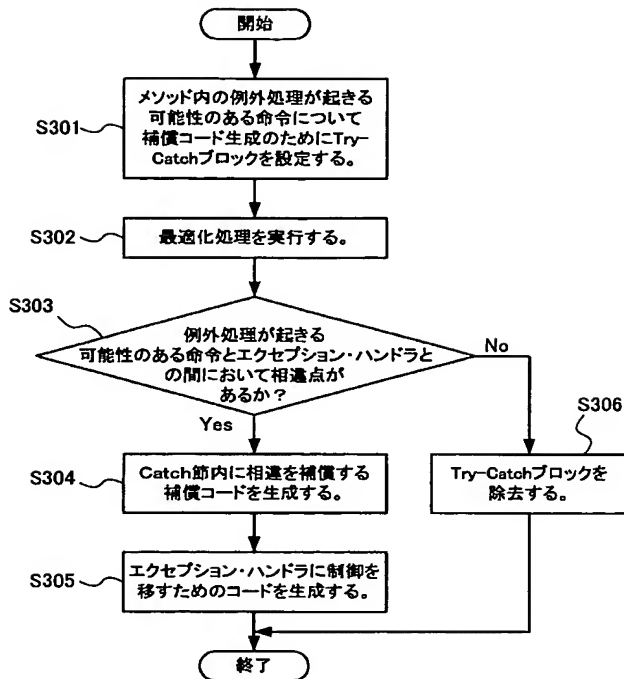 開始
S301
メソッド内の例外処理が起きる
可能性のある命令について
補償コード生成のためにTry-
Catchブロックを設定する。
S302
最適化処理を実行する。
S303
例外処理が起きる
可能性のある命令とエクセプション・ハンドラと
の間において相違点が
あるか?
No
Yes
S304
Catch節内に相違を補償する
補償コードを生成する。
S306
Try-Catchブロックを
除去する。
S305
エクセプション・ハンドラに制御を
移すためのコードを生成する。
終了